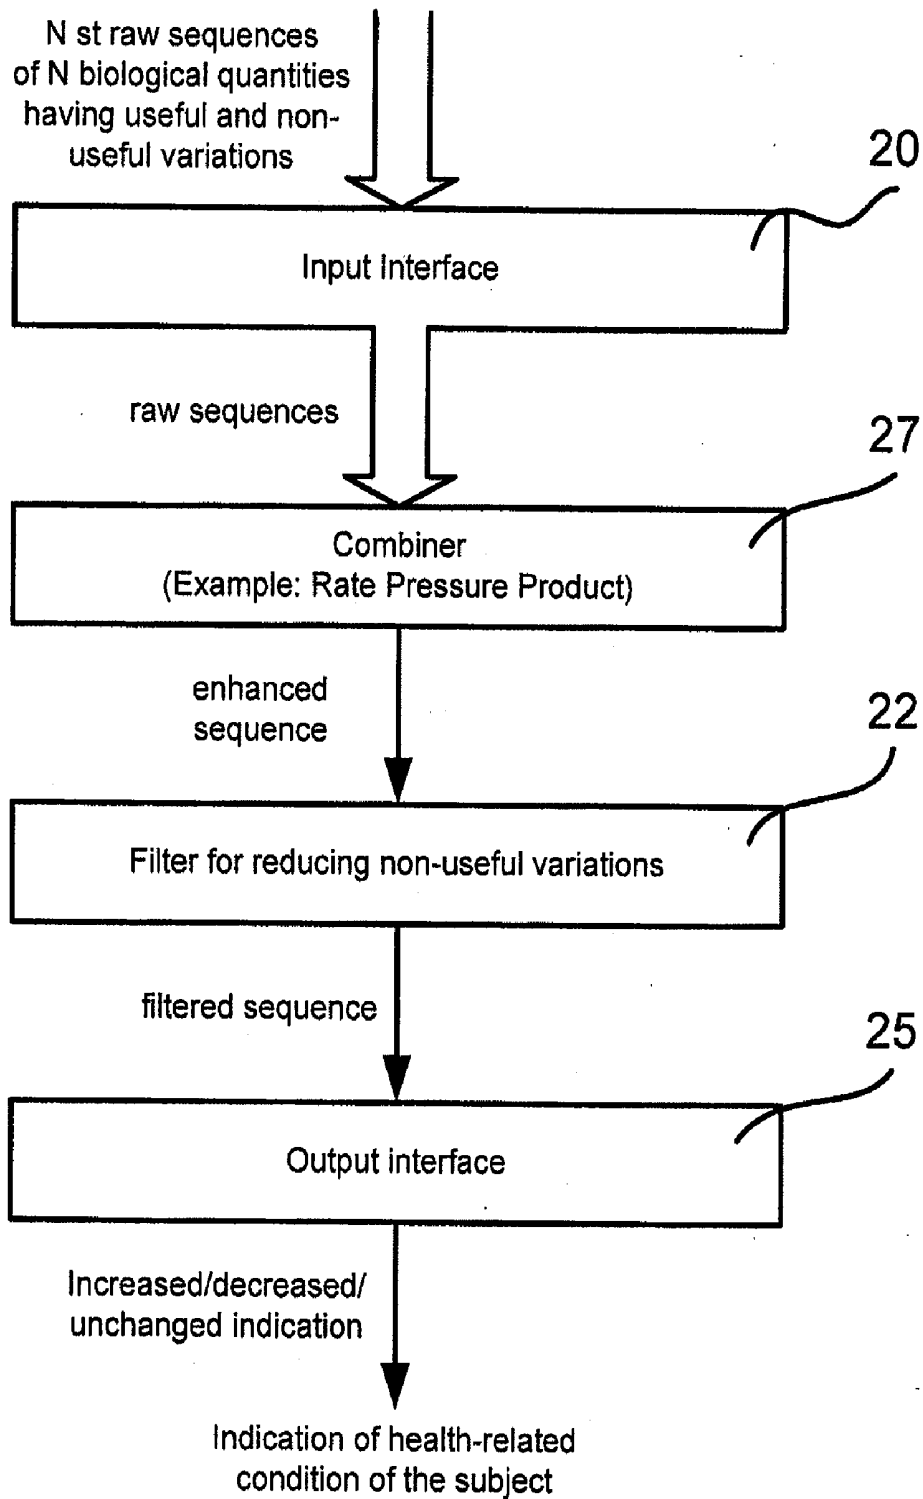 N st raw sequences
of N biological quantities
having useful and non-
useful variations
20
Input Interface
raw sequences
27
Combiner
(Example: Rate Pressure Product)
enhanced
sequence
22
Filter for reducing non-useful variations
filtered sequence
25
Output interface
Increased/decreased/
unchanged indication
Indication of health-related
condition of the subject